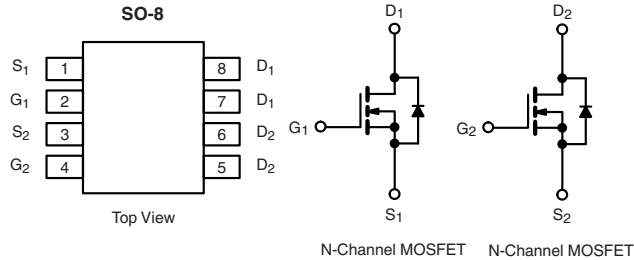 SO-8
S1 1 8 D1
G1 2 7 D1
S2 3 6 D2
G2 4 5 D2
Top View
D1
G1
S1
N-Channel MOSFET
D2
G2
S2
N-Channel MOSFET